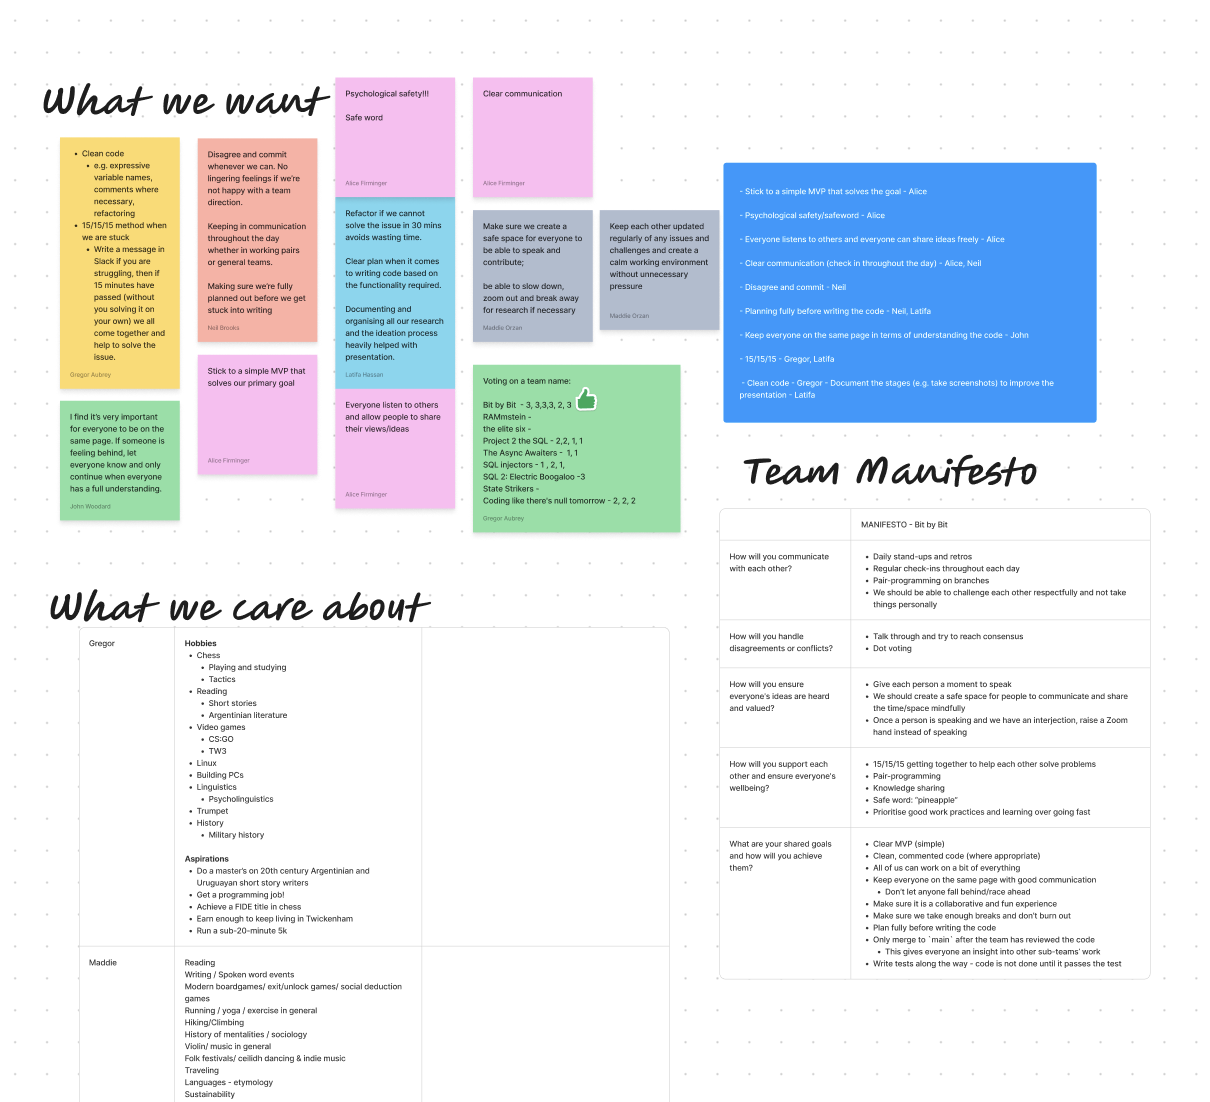 What we want
• Clean code
• e.g. expressive
variable names,
comments where
necessary,
refactoring
• 15/15/15 method when
we are stuck
• Write a message in
Slack if you are
struggling, then if
15 minutes have
passed (without
you solving it on
your own) we all
come together and
help to solve the
issue.
Gregor Aubrey
I find it's very important
for everyone to be on the
same page. If someone is
feeling behind, let
everyone know and only
continue when everyone
has a full understanding.
John Woodard
Disagree and commit
whenever we can. No
lingering feelings if we're
not happy with a team
direction.
Keeping in communication
throughout the day
whether in working pairs
or general teams.
Making sure we're fully
planned out before we get
stuck into writing
Neil Brooks
Stick to a simple MVP that
solves our primary goal
Alice Firminger
Psychological safety!!!
Safe word
Alice Firminger
Refactor if we cannot
solve the issue in 30 mins
avoids wasting time.
Clear plan when it comes
to writing code based on
the functionality required.
Documenting and
organising all our research
and the ideation process
heavily helped with
presentation.
Latifa Hassan
Everyone listen to others
and allow people to share
their views/ideas
Alice Firminger
Clear communication
Alice Firminger
Make sure we create a
safe space for everyone to
be able to speak and
contribute;
be able to slow down,
zoom out and break away
for research if necessary
Maddie Orzan
Keep each other updated
regularly of any issues and
challenges and create a
calm working environment
without unnecessary
pressure
Maddie Orzan
Voting on a team name:
Bit by Bit - 3, 3,3,3, 2, 3
RAMmstein -
the elite six -
Project 2 the SQL - 2,2, 1, 1
The Async Awaiters - 1, 1
SQL injectors - 1 , 2, 1,
SQL 2: Electric Boogaloo -3
State Strikers -
Coding like there's null tomorrow - 2, 2, 2
Gregor Aubrey
- Stick to a simple MVP that solves the goal - Alice
- Psychological safety/safeword - Alice
- Everyone listens to others and everyone can share ideas freely - Alice
- Clear communication (check in throughout the day) - Alice, Neil
- Disagree and commit - Neil
- Planning fully before writing the code - Neil, Latifa
- Keep everyone on the same page in terms of understanding the code - John
- 15/15/15 - Gregor, Latifa
- Clean code - Gregor - Document the stages (e.g. take screenshots) to improve the
presentation - Latifa
Team Manifesto
MANIFESTO - Bit by Bit
How will you communicate
with each other?
• Daily stand-ups and retros
• Regular check-ins throughout each day
• Pair-programming on branches
• We should be able to challenge each other respectfully and not take
things personally
How will you handle
disagreements or conflicts?
• Talk through and try to reach consensus
• Dot voting
How will you ensure
everyone's ideas are heard
and valued?
• Give each person a moment to speak
• We should create a safe space for people to communicate and share
the time/space mindfully
• Once a person is speaking and we have an interjection, raise a Zoom
hand instead of speaking
How will you support each
other and ensure everyone's
wellbeing?
• 15/15/15 getting together to help each other solve problems
• Pair-programming
• Knowledge sharing
• Safe word: "pineapple"
• Prioritise good work practices and learning over going fast
What are your shared goals
and how will you achieve
them?
• Clear MVP (simple)
• Clean, commented code (where appropriate)
• All of us can work on a bit of everything
• Keep everyone on the same page with good communication
• Don't let anyone fall behind/race ahead
• Make sure it is a collaborative and fun experience
• Make sure we take enough breaks and don't burn out
• Plan fully before writing the code
• Only merge to `main` after the team has reviewed the code
• This gives everyone an insight into other sub-teams' work
• Write tests along the way - code is not done until it passes the test
What we care about
Gregor
Hobbies
• Chess
• Playing and studying
• Tactics
• Reading
• Short stories
• Argentinian literature
• Video games
• CS:GO
• TW3
• Linux
• Building PCs
• Linguistics
• Psycholinguistics
• Trumpet
• History
• Military history
Aspirations
• Do a master's on 20th century Argentinian and
Uruguayan short story writers
• Get a programming job!
• Achieve a FIDE title in chess
• Earn enough to keep living in Twickenham
• Run a sub-20-minute 5k
Maddie
Reading
Writing / Spoken word events
Modern boardgames/ exit/unlock games/ social deduction
games
Running / yoga / exercise in general
Hiking/Climbing
History of mentalities / sociology
Violin/ music in general
Folk festivals/ ceilidh dancing & indie music
Traveling
Languages - etymology
Sustainability